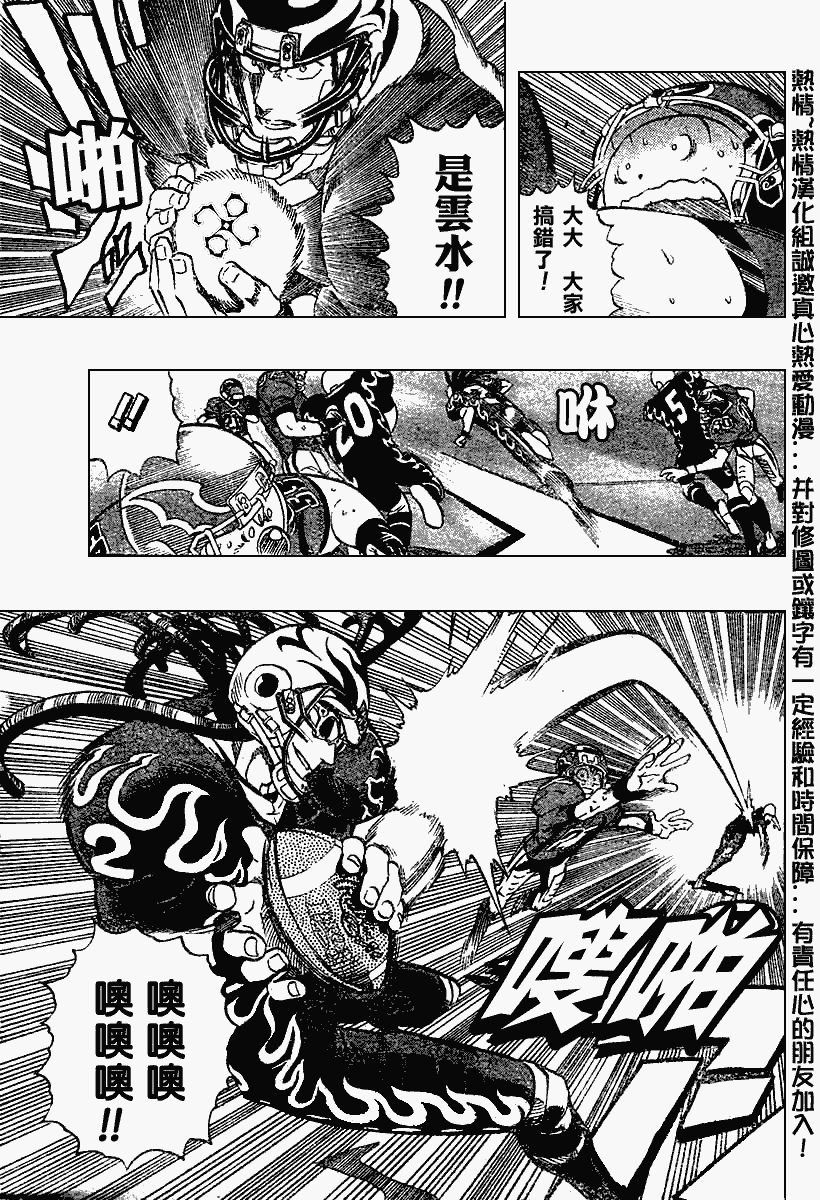 大大　大家
搞錯了！
是雲水!!
啪
!!
咻
!!
嗖啪
噢噢噢
噢噢噢!!
20
25
2
熱情，熱情漢化組誠邀真心熱愛動漫...并對修圖或鑲字有一定經驗和時間保障...有責任心的朋友加入！